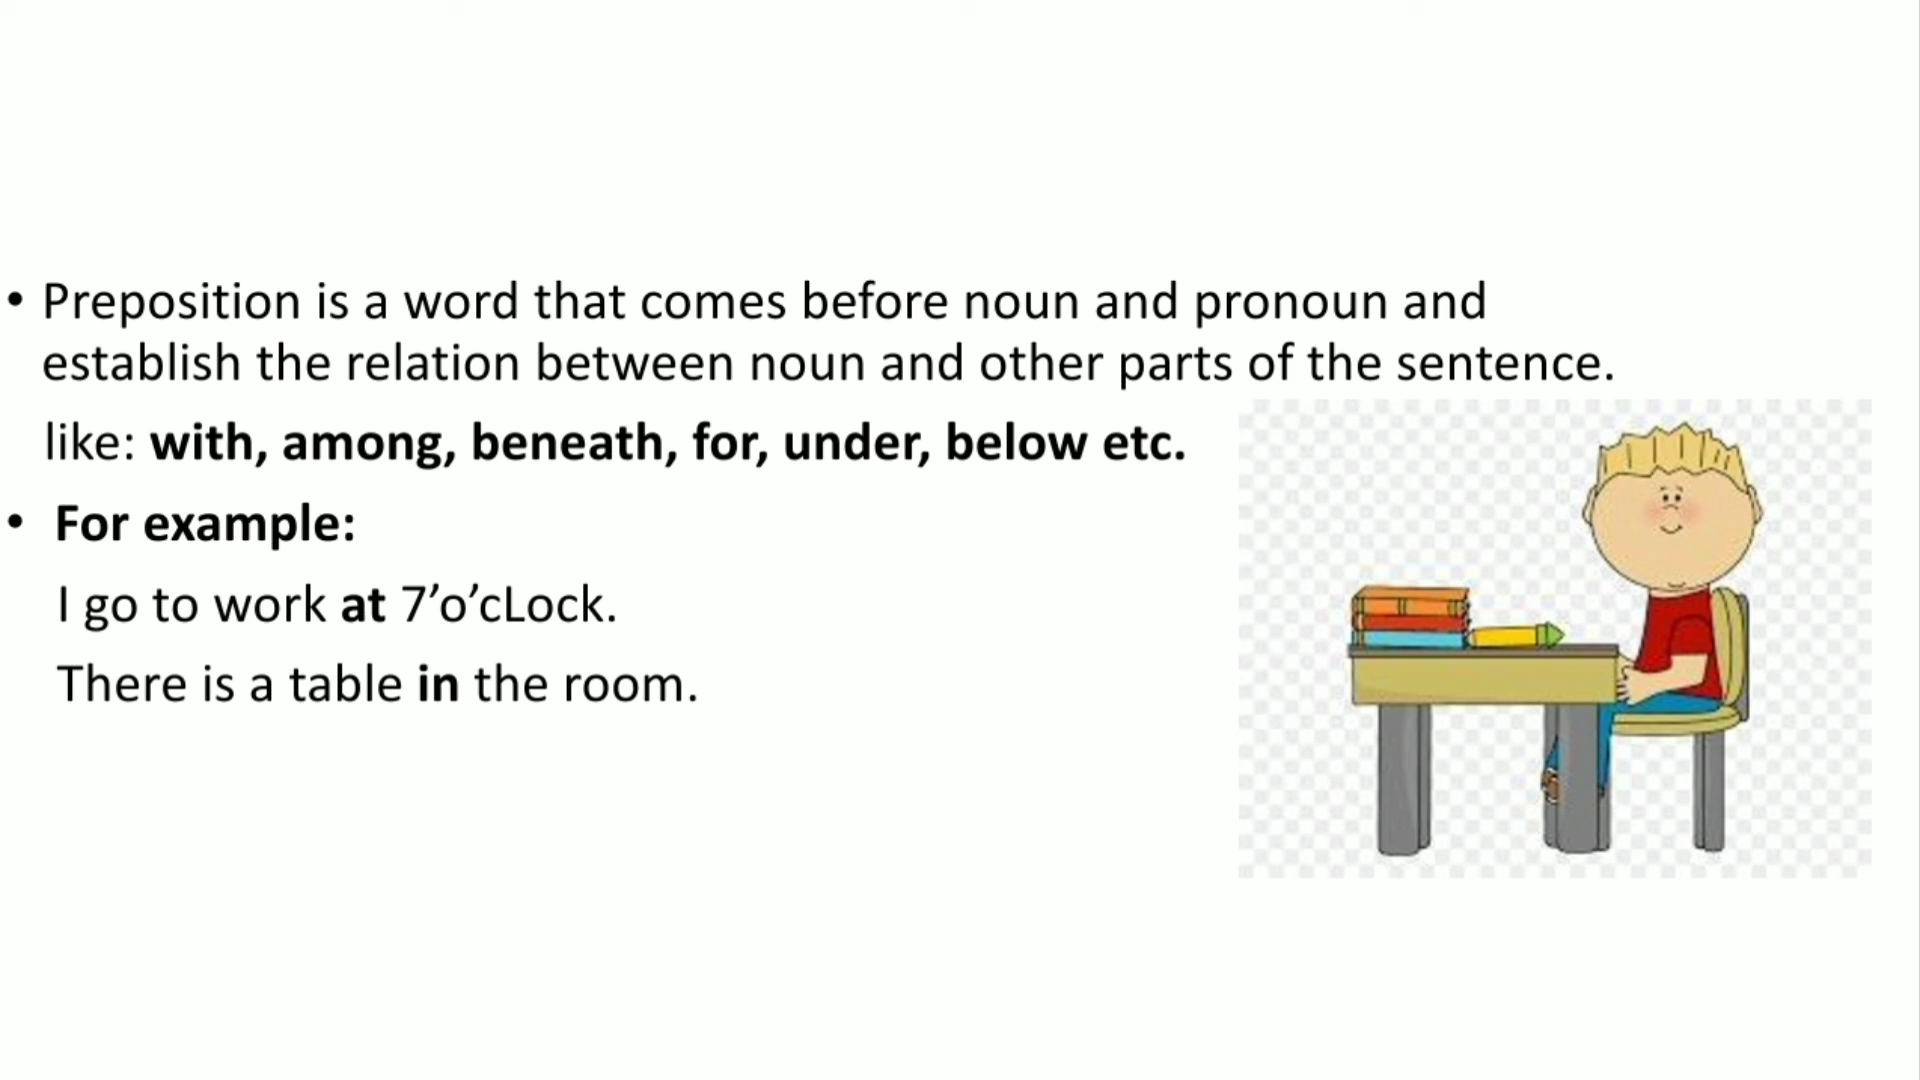 • Preposition is a word that comes before noun and pronoun and
establish the relation between noun and other parts of the sentence.
like: with, among, beneath, for, under, below etc.
• For example:
I go to work at 7’o’cLock.
There is a table in the room.